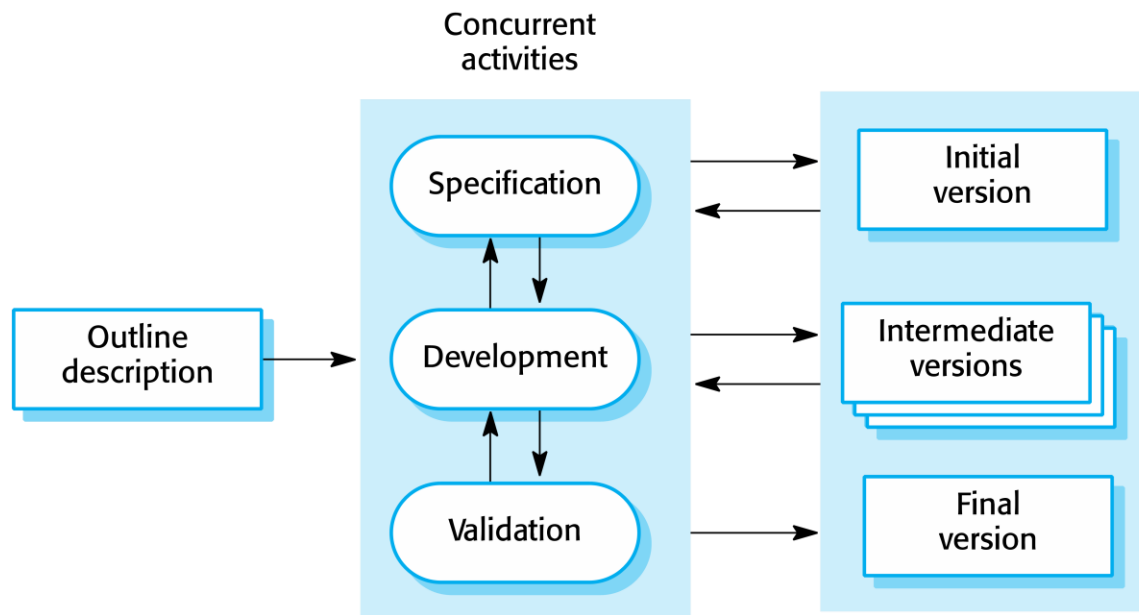 Concurrent
activities
Specification
Initial
version
Outline
description
Development
Intermediate
versions
Validation
Final
version